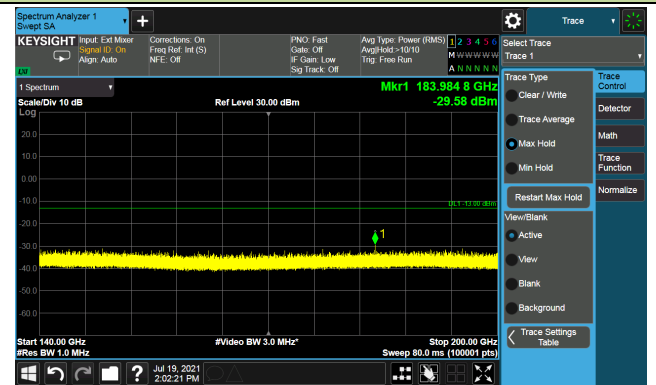 Spectrum Analyzer 1
Swept SA
Trace
KEYSIGHT
Input: Ext Mixer
Signal ID: On
Align: Auto
Corrections: On
Freq Ref: Int (S)
NFE: Off
PNO: Fast
Gate: Off
IF Gain: Low
Sig Track: Off
Avg Type: Power (RMS)
Avg|Hold:>10/10
Trig: Free Run
1 2 3 4 5 6
M W W W W W
A N N N N N
Select Trace
Trace 1
1 Spectrum
Mkr1 183.984 8 GHz
Scale/Div 10 dB
Ref Level 30.00 dBm
-29.58 dBm
Log
20.0
10.0
0.00
-10.0
-20.0
-30.0
-40.0
-50.0
-60.0
DL1 -13.00 dBm
1
Start 140.00 GHz
#Video BW 3.0 MHz*
Stop 200.00 GHz
#Res BW 1.0 MHz
Sweep 80.0 ms (100001 pts)
Trace Type
Clear / Write
Trace Average
Max Hold
Min Hold
Restart Max Hold
View/Blank
Active
View
Blank
Background
Trace Settings
Table
Trace
Control
Detector
Math
Trace
Function
Normalize
?
Jul 19, 2021
2:02:21 PM